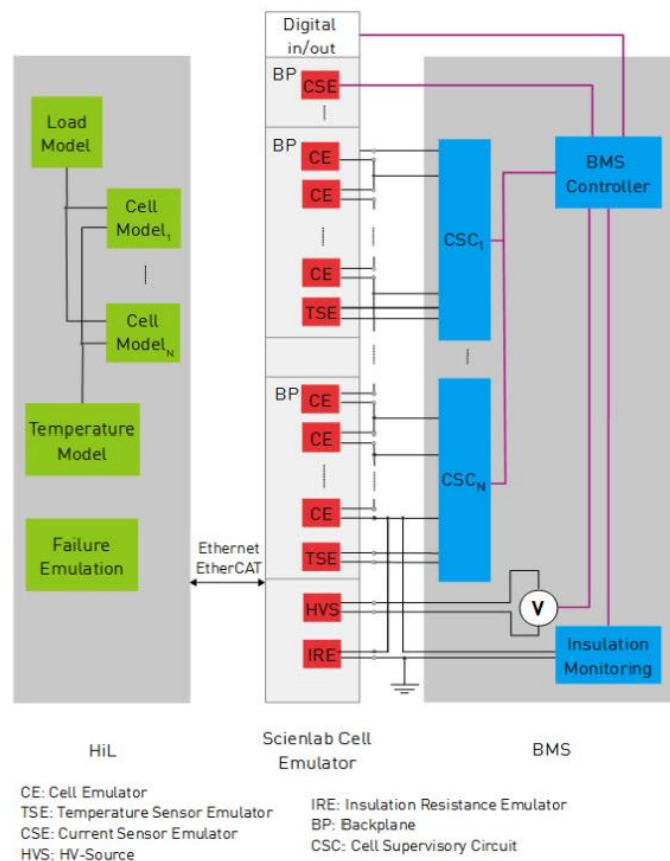 Digital
in/out
BP
CSE
Load
Model
BP
CE
BMS
Controller
CE
Cell
Model1
CSC1
CE
Cell
ModelN
TSE
BP
CE
Temperature
Model
CE
CSCN
CE
Failure
Emulation
Ethernet
EtherCAT
TSE
HVS
V
IRE
Insulation
Monitoring
HiL
Scienlab Cell
Emulator
BMS
CE: Cell Emulator
TSE: Temperature Sensor Emulator
CSE: Current Sensor Emulator
HVS: HV-Source
IRE: Insulation Resistance Emulator
BP: Backplane
CSC: Cell Supervisory Circuit